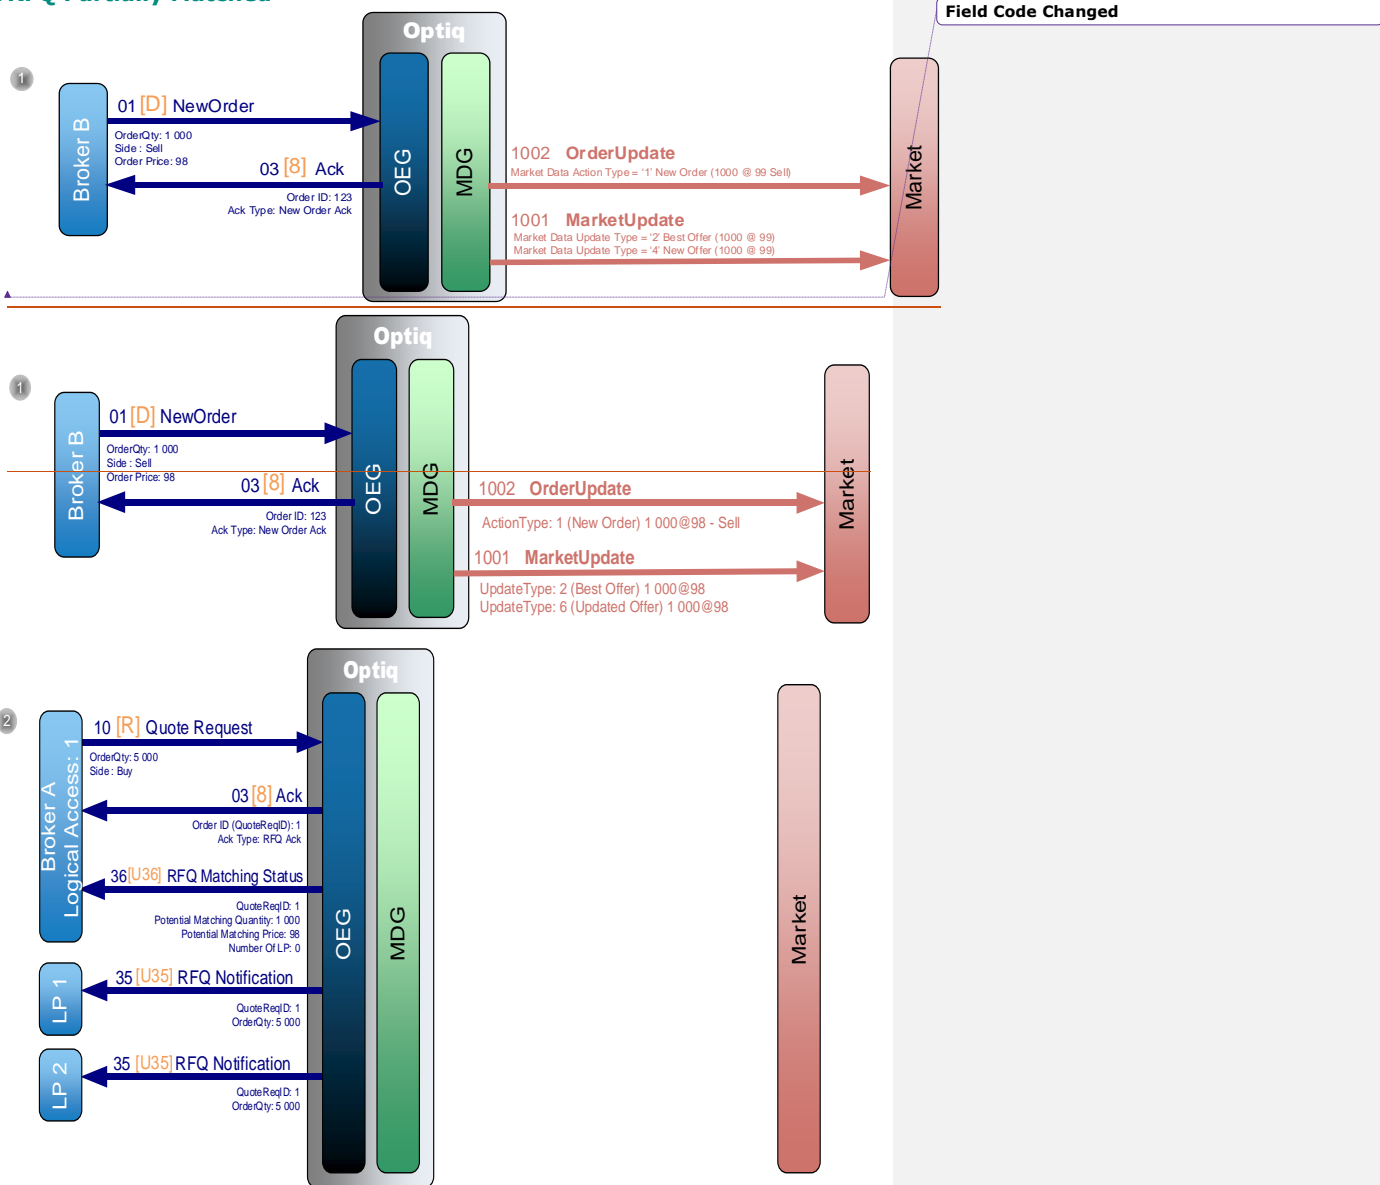 RFQ Partially Matched
Field Code Changed
Optiq
1
01 [D] NewOrder
OrderQty: 1 000
Side : Sell
Order Price: 98
Broker B
03 [8] Ack
Order ID: 123
Ack Type: New Order Ack
OEG
MDG
1002 OrderUpdate
Market Data Action Type = '1' New Order (1000 @ 99 Sell)
1001 MarketUpdate
Market Data Update Type = '2' Best Offer (1000 @ 99)
Market Data Update Type = '4' New Offer (1000 @ 99)
Market
Optiq
1
01 [D] NewOrder
OrderQty: 1 000
Side : Sell
Order Price: 98
Broker B
03 [8] Ack
Order ID: 123
Ack Type: New Order Ack
OEG
MDG
1002 OrderUpdate
ActionType: 1 (New Order) 1 000@98 - Sell
1001 MarketUpdate
UpdateType: 2 (Best Offer) 1 000@98
UpdateType: 6 (Updated Offer) 1 000@98
Market
Optiq
2
10 [R] Quote Request
OrderQty: 5 000
Side : Buy
Broker A
Logical Access: 1
03 [8] Ack
Order ID (QuoteReqID): 1
Ack Type: RFQ Ack
36 [U36] RFQ Matching Status
QuoteReqID: 1
Potential Matching Quantity: 1 000
Potential Matching Price: 98
Number Of LP: 0
OEG
MDG
Market
LP 1
35 [U35] RFQ Notification
QuoteReqID: 1
OrderQty: 5 000
LP 2
35 [U35] RFQ Notification
QuoteReqID: 1
OrderQty: 5 000